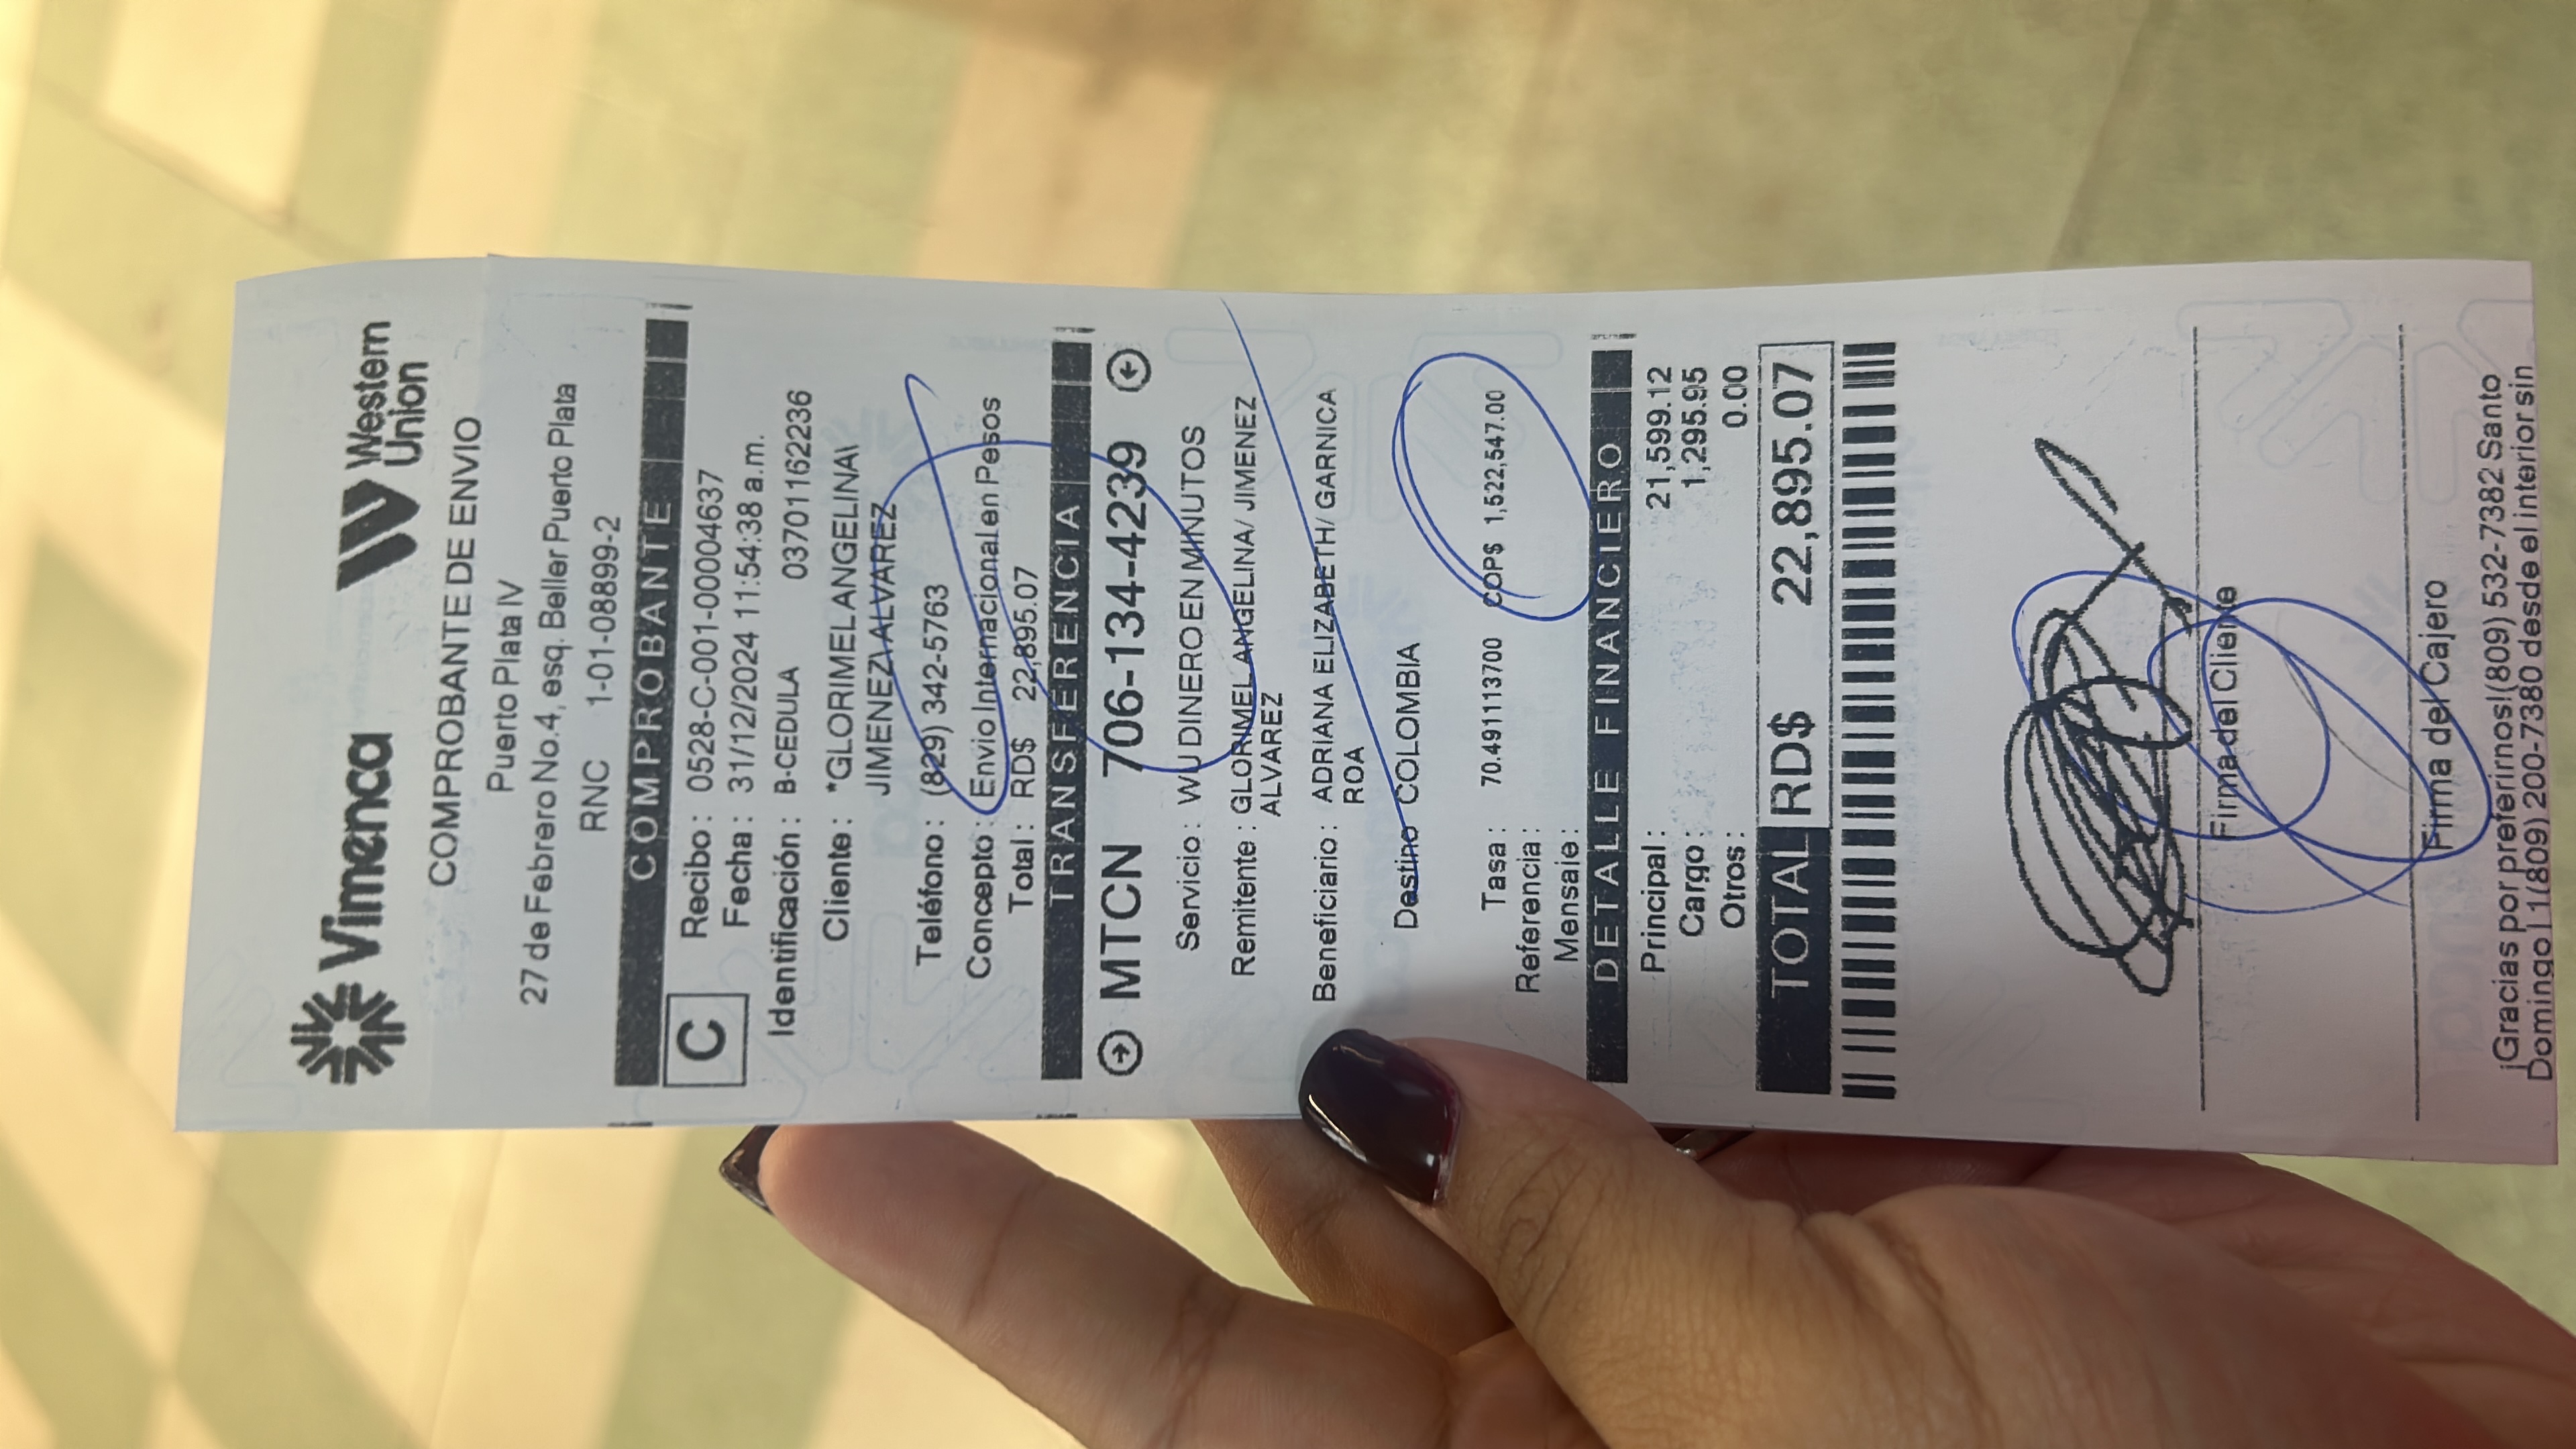 Vimenca
Western Union
COMPROBANTE DE ENVIO
Puerto Plata IV
27 de Febrero No.4, esq. Beller Puerto Plata
RNC 1-01-08899-2
COMPROBANTE
C
Recibo: 0528-C-001-00004637
Fecha: 31/12/2024 11:54:38 a.m.
Identificación: B-CEDULA 03701162236
Cliente: *GLORIMEL ANGELINA\
JIMENEZ\ ALVAREZ
Teléfono: (829) 342-5763
Concepto: Envio Internacional en Pesos
Total: RD$ 22,895.07
TRANSFERENCIA
MTCN 706-134-4239
Servicio: WU DINERO EN MINUTOS
Remitente: GLORIMEL ANGELINA/ JIMENEZ
ALVAREZ
Beneficiario: ADRIANA ELIZABETH/ GARNICA
ROA
Destino COLOMBIA
Tasa: 70.491113700 COP$ 1,522,547.00
Referencia:
Mensaje:
DETALLE FINANCIERO
Principal: 21,599.12
Cargo: 1,295.95
Otros: 0.00
TOTAL RD$ 22,895.07
Firma del Cliente
Firma del Cajero
¡Gracias por preferirnos!(809) 532-7382 Santo
Domingo | 1(809) 200-7380 desde el interior sin